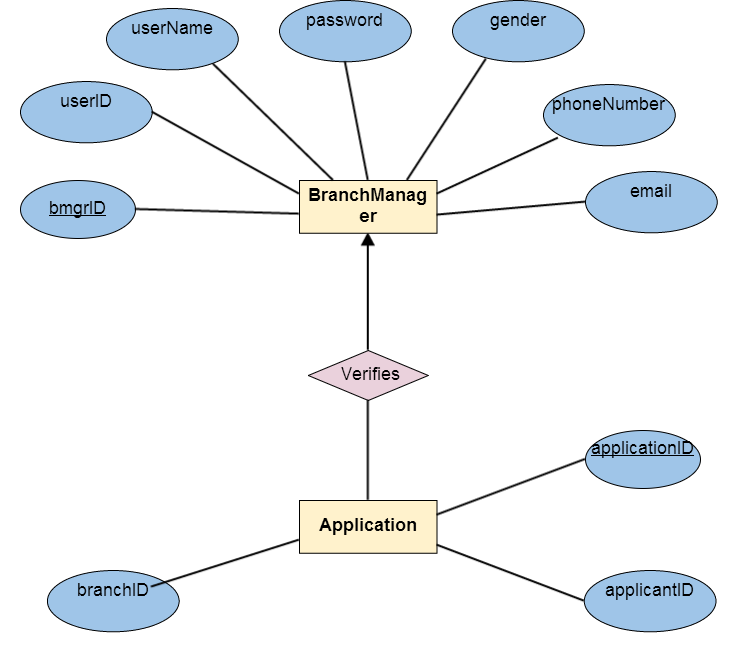 userName
password
gender
userID
phoneNumber
bmgrID
BranchManag
er
email
Verifies
applicationID
Application
branchID
applicantID